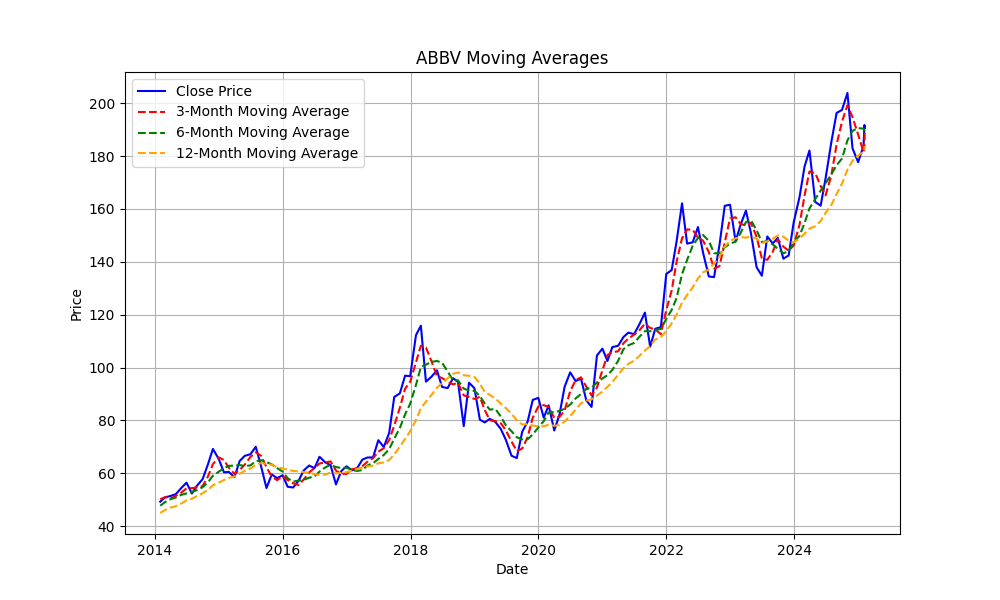 ABBV Moving Averages
Close Price
3-Month Moving Average
6-Month Moving Average
12-Month Moving Average
200
180
160
140
120
100
80
60
40
Price
2014 2016 2018 2020 2022 2024
Date